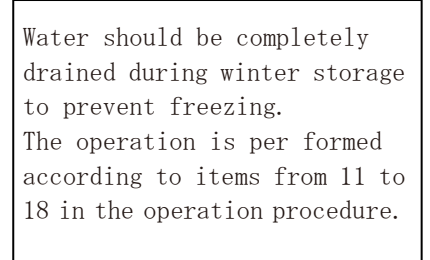 Water should be completely
drained during winter storage
to prevent freezing.
The operation is per formed
according to items from 11 to
18 in the operation procedure.